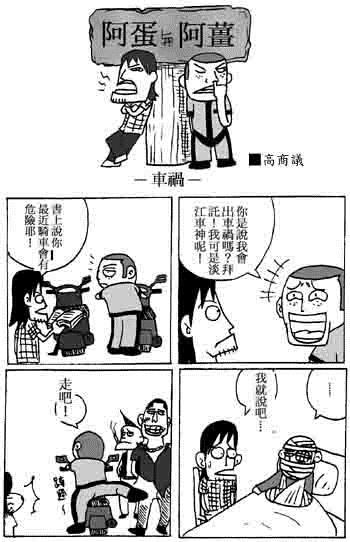 阿蛋與阿薑
■高商議
－車禍－
書上說你
最近騎車會有
危險耶！
你是說我會
出車禍嗎？拜
託！我可是淡
江車神呢！
走吧！
……
我就說吧……